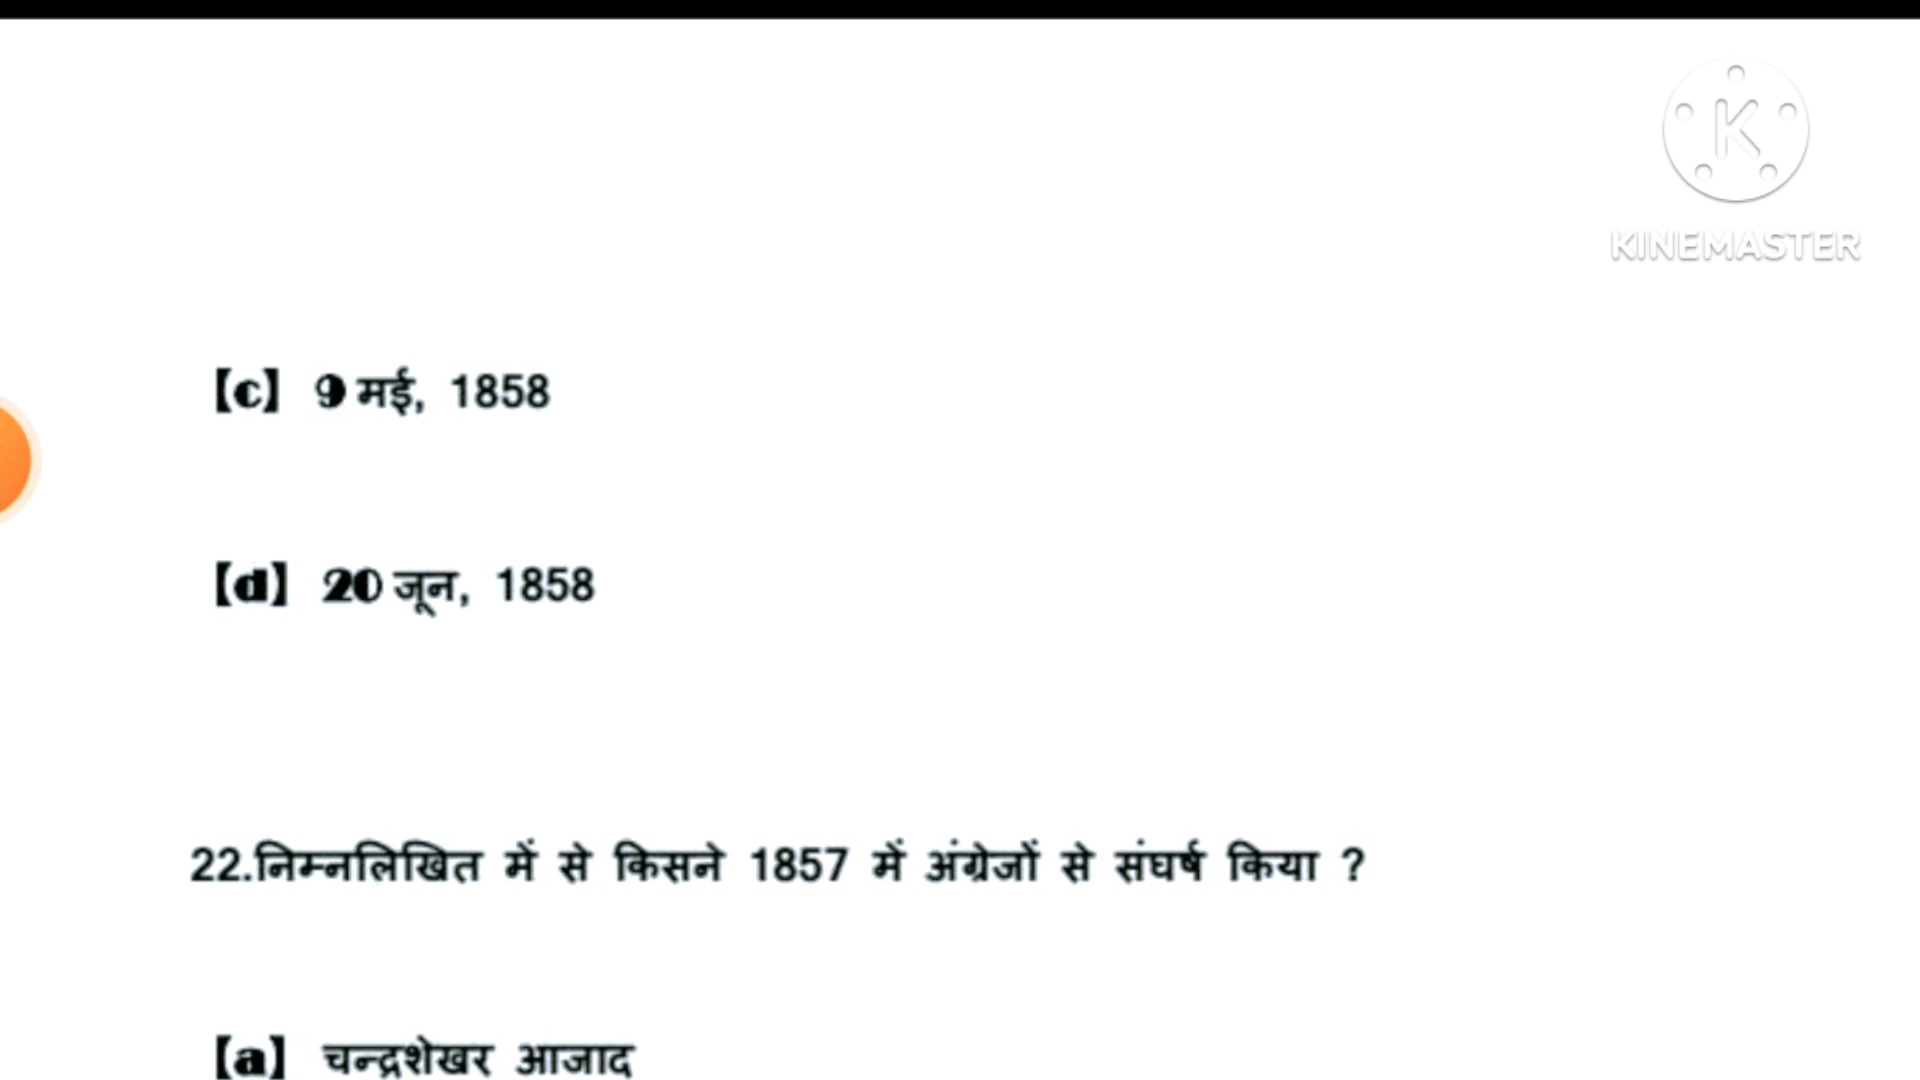 KINEMASTER
【c】 9 मई, 1858
【d】 20 जून, 1858
22.निम्नलिखित में से किसने 1857 में अंग्रेजों से संघर्ष किया ?
【a】 चन्द्रशेखर आजाद